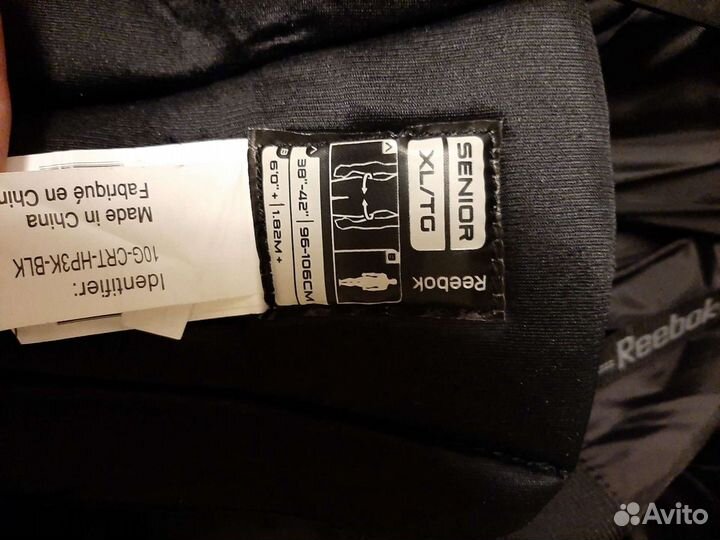 Reebok
SENIOR
XL/TG
A
B
A 38"-42" | 96-106CM
B 6'0" + | 1.82M +
Identifier:
10G-CRT-HP3K-BLK
Made in China
Fabriqué en Chin
Reebok
Avito